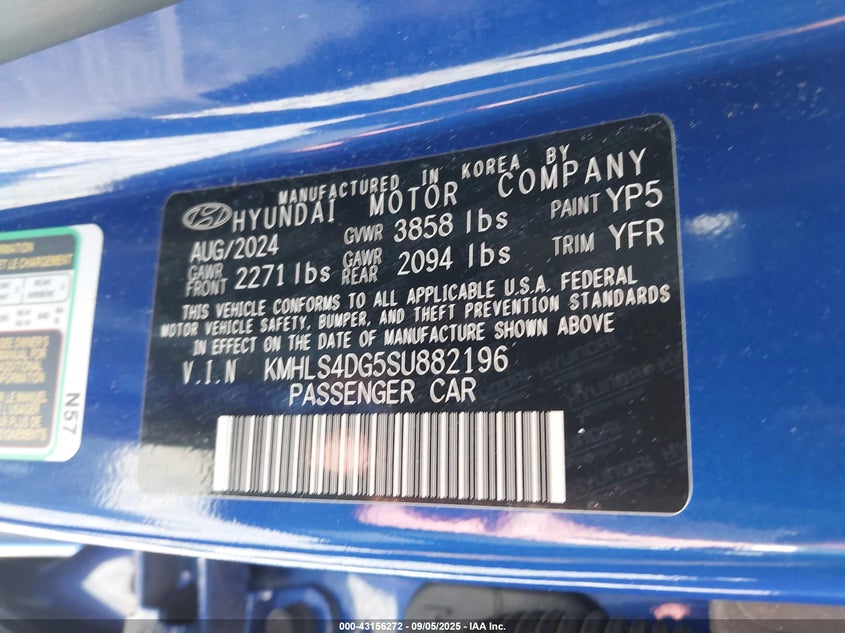 MANUFACTURED IN KOREA BY
HYUNDAI MOTOR COMPANY
AUG/2024 GVWR 3858 lbs PAINT YP5
GAWR FRONT 2271 lbs GAWR REAR 2094 lbs TRIM YFR
THIS VEHICLE CONFORMS TO ALL APPLICABLE U.S.A. FEDERAL
MOTOR VEHICLE SAFETY, BUMPER, AND THEFT PREVENTION STANDARDS
IN EFFECT ON THE DATE OF MANUFACTURE SHOWN ABOVE
V.I.N KMHLS4DG5SU882196
PASSENGER CAR
ET LE CHARGEMENT
N57
000-43156272 - 09/05/2025 - IAA Inc.